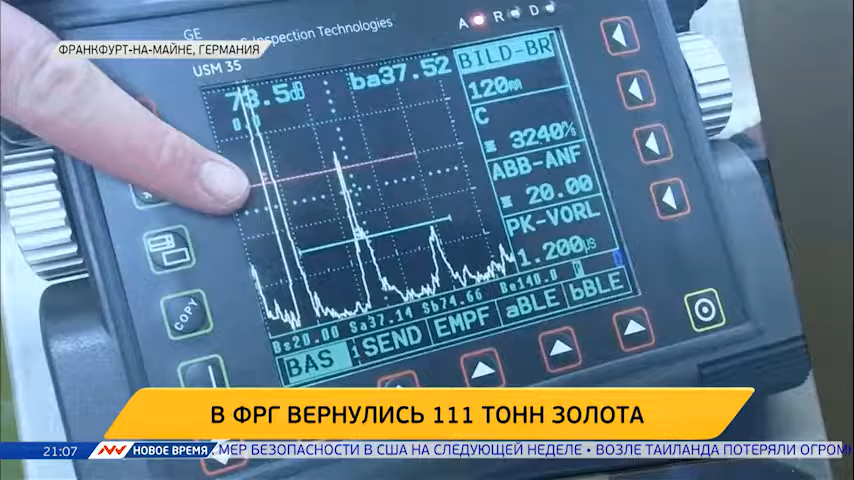 GE
Inspection Technologies
A R D
ФРАНКФУРТ-НА-МАЙНЕ, ГЕРМАНИЯ
USM 35
BILD-BR
73.5dB
ba37.52
120mm
C
3240%
ABB-ANF
= 20.00
PK-VORL
1.200µs
Bs20.00 Sa37.14 Sb74.66 Be140.0
BAS
SEND
EMPF
aBLE
bBLE
COPY
В ФРГ ВЕРНУЛИСЬ 111 ТОНН ЗОЛОТА
21:07
НОВОЕ ВРЕМЯ
МЕР БЕЗОПАСНОСТИ В США НА СЛЕДУЮЩЕЙ НЕДЕЛЕ • ВОЗЛЕ ТАИЛАНДА ПОТЕРЯЛИ ОГРОМ